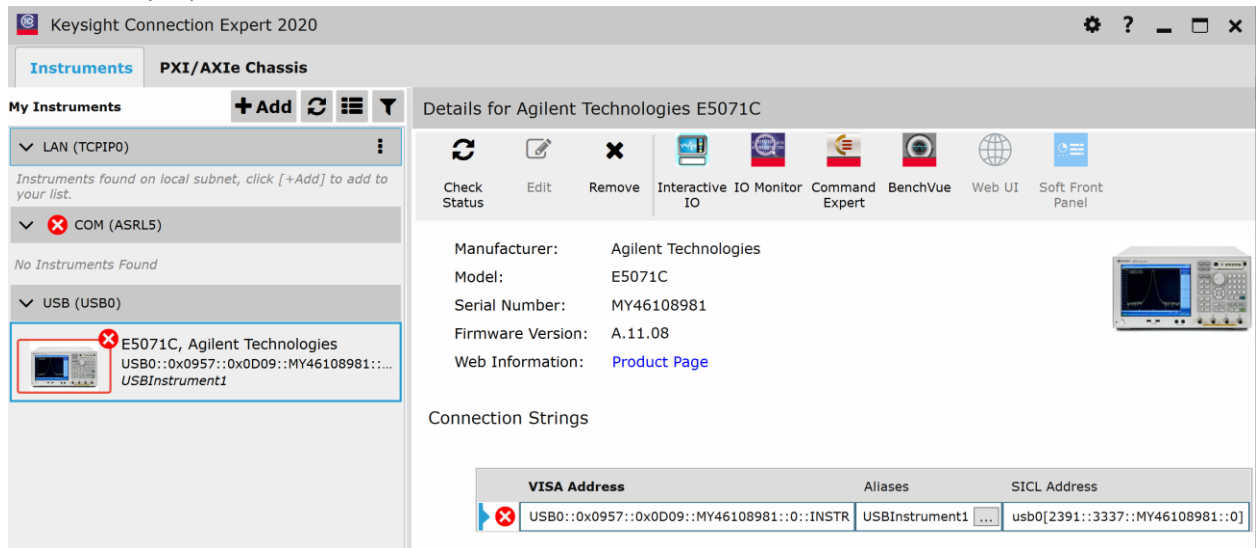 Keysight Connection Expert 2020
?
Instruments PXI/AXIe Chassis
My Instruments
Add
LAN (TCPIP0)
Instruments found on local subnet, click [+Add] to add to
your list.
COM (ASRL5)
No Instruments Found
USB (USB0)
E5071C, Agilent Technologies
USB0::0x0957::0x0D09::MY46108981::...
USBInstrument1
Details for Agilent Technologies E5071C
Check
Status
Edit
Remove
Interactive
IO
IO Monitor
Command
Expert
BenchVue
Web UI
Soft Front
Panel
Manufacturer: Agilent Technologies
Model: E5071C
Serial Number: MY46108981
Firmware Version: A.11.08
Web Information: Product Page
Connection Strings
VISA Address Aliases SICL Address
USB0::0x0957::0x0D09::MY46108981::0::INSTR USBInstrument1 ... usb0[2391::3337::MY46108981::0]